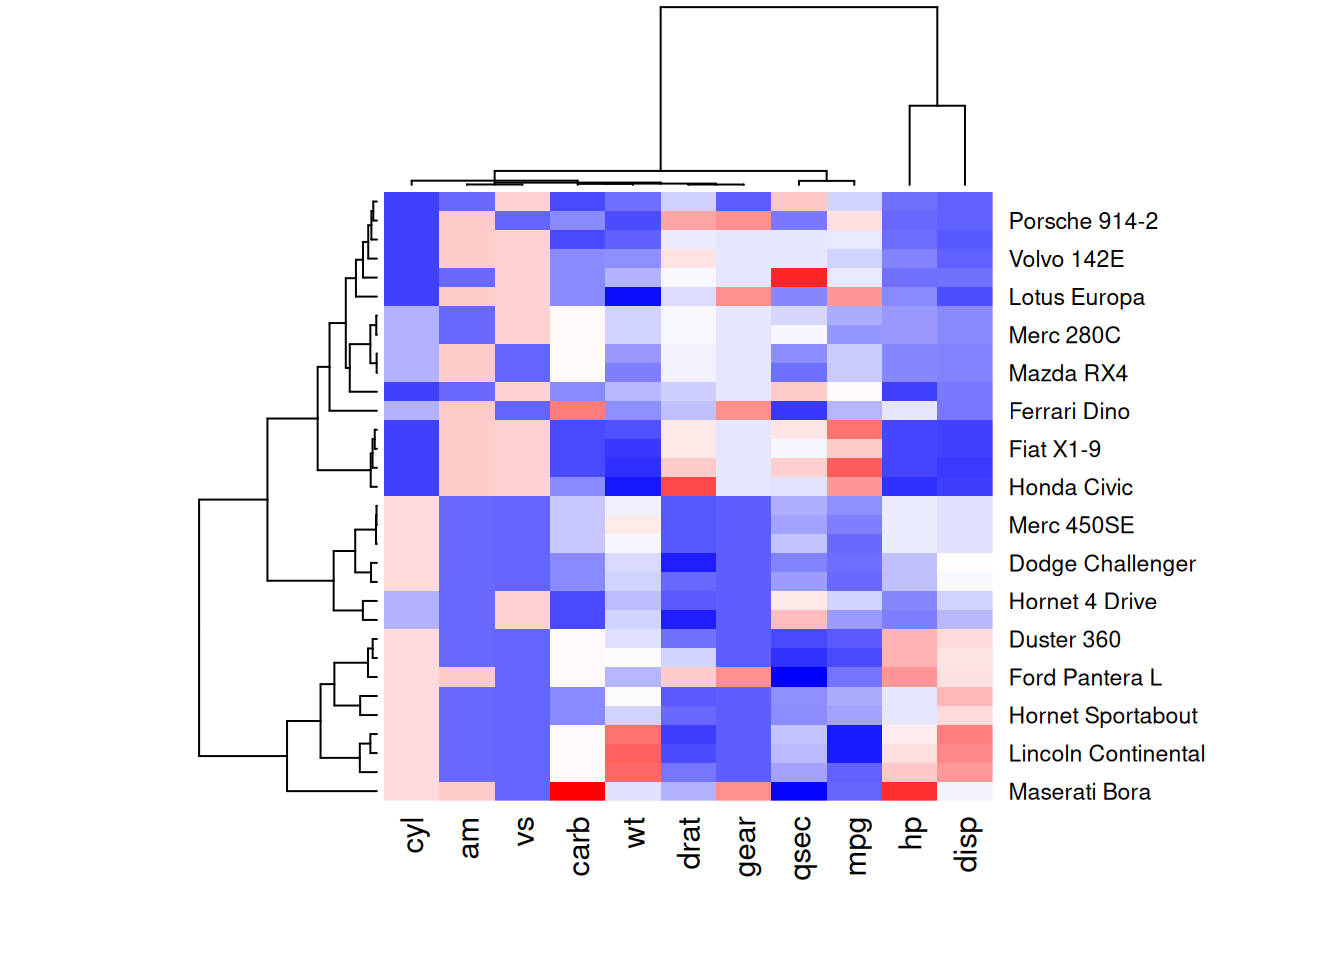 Porsche 914-2
Volvo 142E
Lotus Europa
Merc 280C
Mazda RX4
Ferrari Dino
Fiat X1-9
Honda Civic
Merc 450SE
Dodge Challenger
Hornet 4 Drive
Duster 360
Ford Pantera L
Hornet Sportabout
Lincoln Continental
Maserati Bora
cyl
am
vs
carb
wt
drat
gear
qsec
mpg
hp
disp